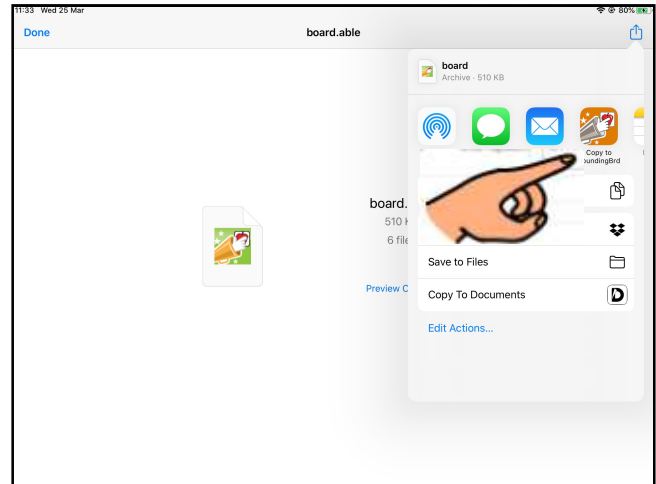 11:33 Wed 25 Mar
80%
Done
board.able
board
Archive · 510 KB
Copy to
oundingBrd
board.
510
6 file
Preview C
Save to Files
Copy To Documents
Edit Actions...